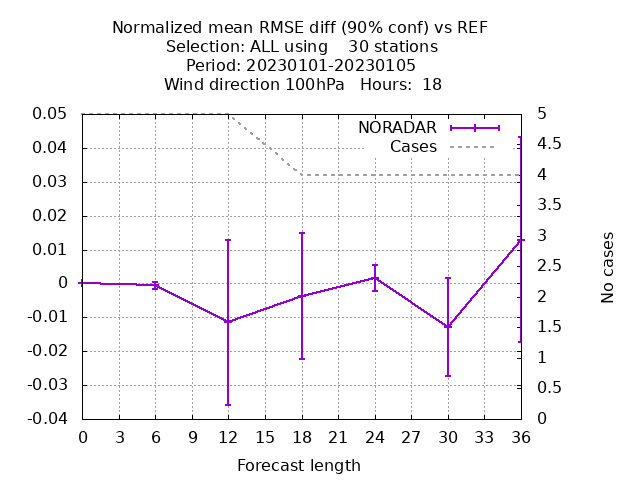 Normalized mean RMSE diff (90% conf) vs REF
Selection: ALL using    30 stations
Period: 20230101-20230105
Wind direction 100hPa   Hours:  18
NORADAR
Cases
0.05
0.04
0.03
0.02
0.01
0
-0.01
-0.02
-0.03
-0.04
5
4.5
4
3.5
3
2.5
2
1.5
1
0.5
0
No cases
0 3 6 9 12 15 18 21 24 27 30 33 36
Forecast length